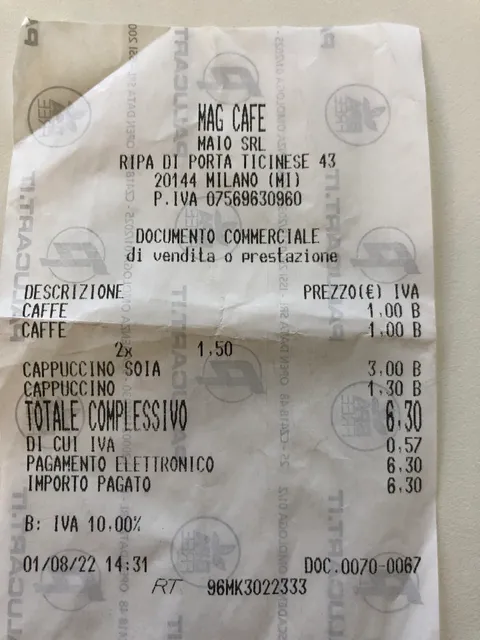 MAG CAFE
MAIO SRL
RIPA DI PORTA TICINESE 43
20144 MILANO (MI)
P.IVA 07569630960
DOCUMENTO COMMERCIALE
di vendita o prestazione
DESCRIZIONE PREZZO(€) IVA
CAFFE 1,00 B
CAFFE 1,00 B
2x 1,50
CAPPUCCINO SOIA 3,00 B
CAPPUCCINO 1,30 B
TOTALE COMPLESSIVO 6,30
DI CUI IVA 0,57
PAGAMENTO ELETTRONICO 6,30
IMPORTO PAGATO 6,30
B: IVA 10,00%
01/08/22 14:31 DOC.0070-0067
RT 96MK3022333